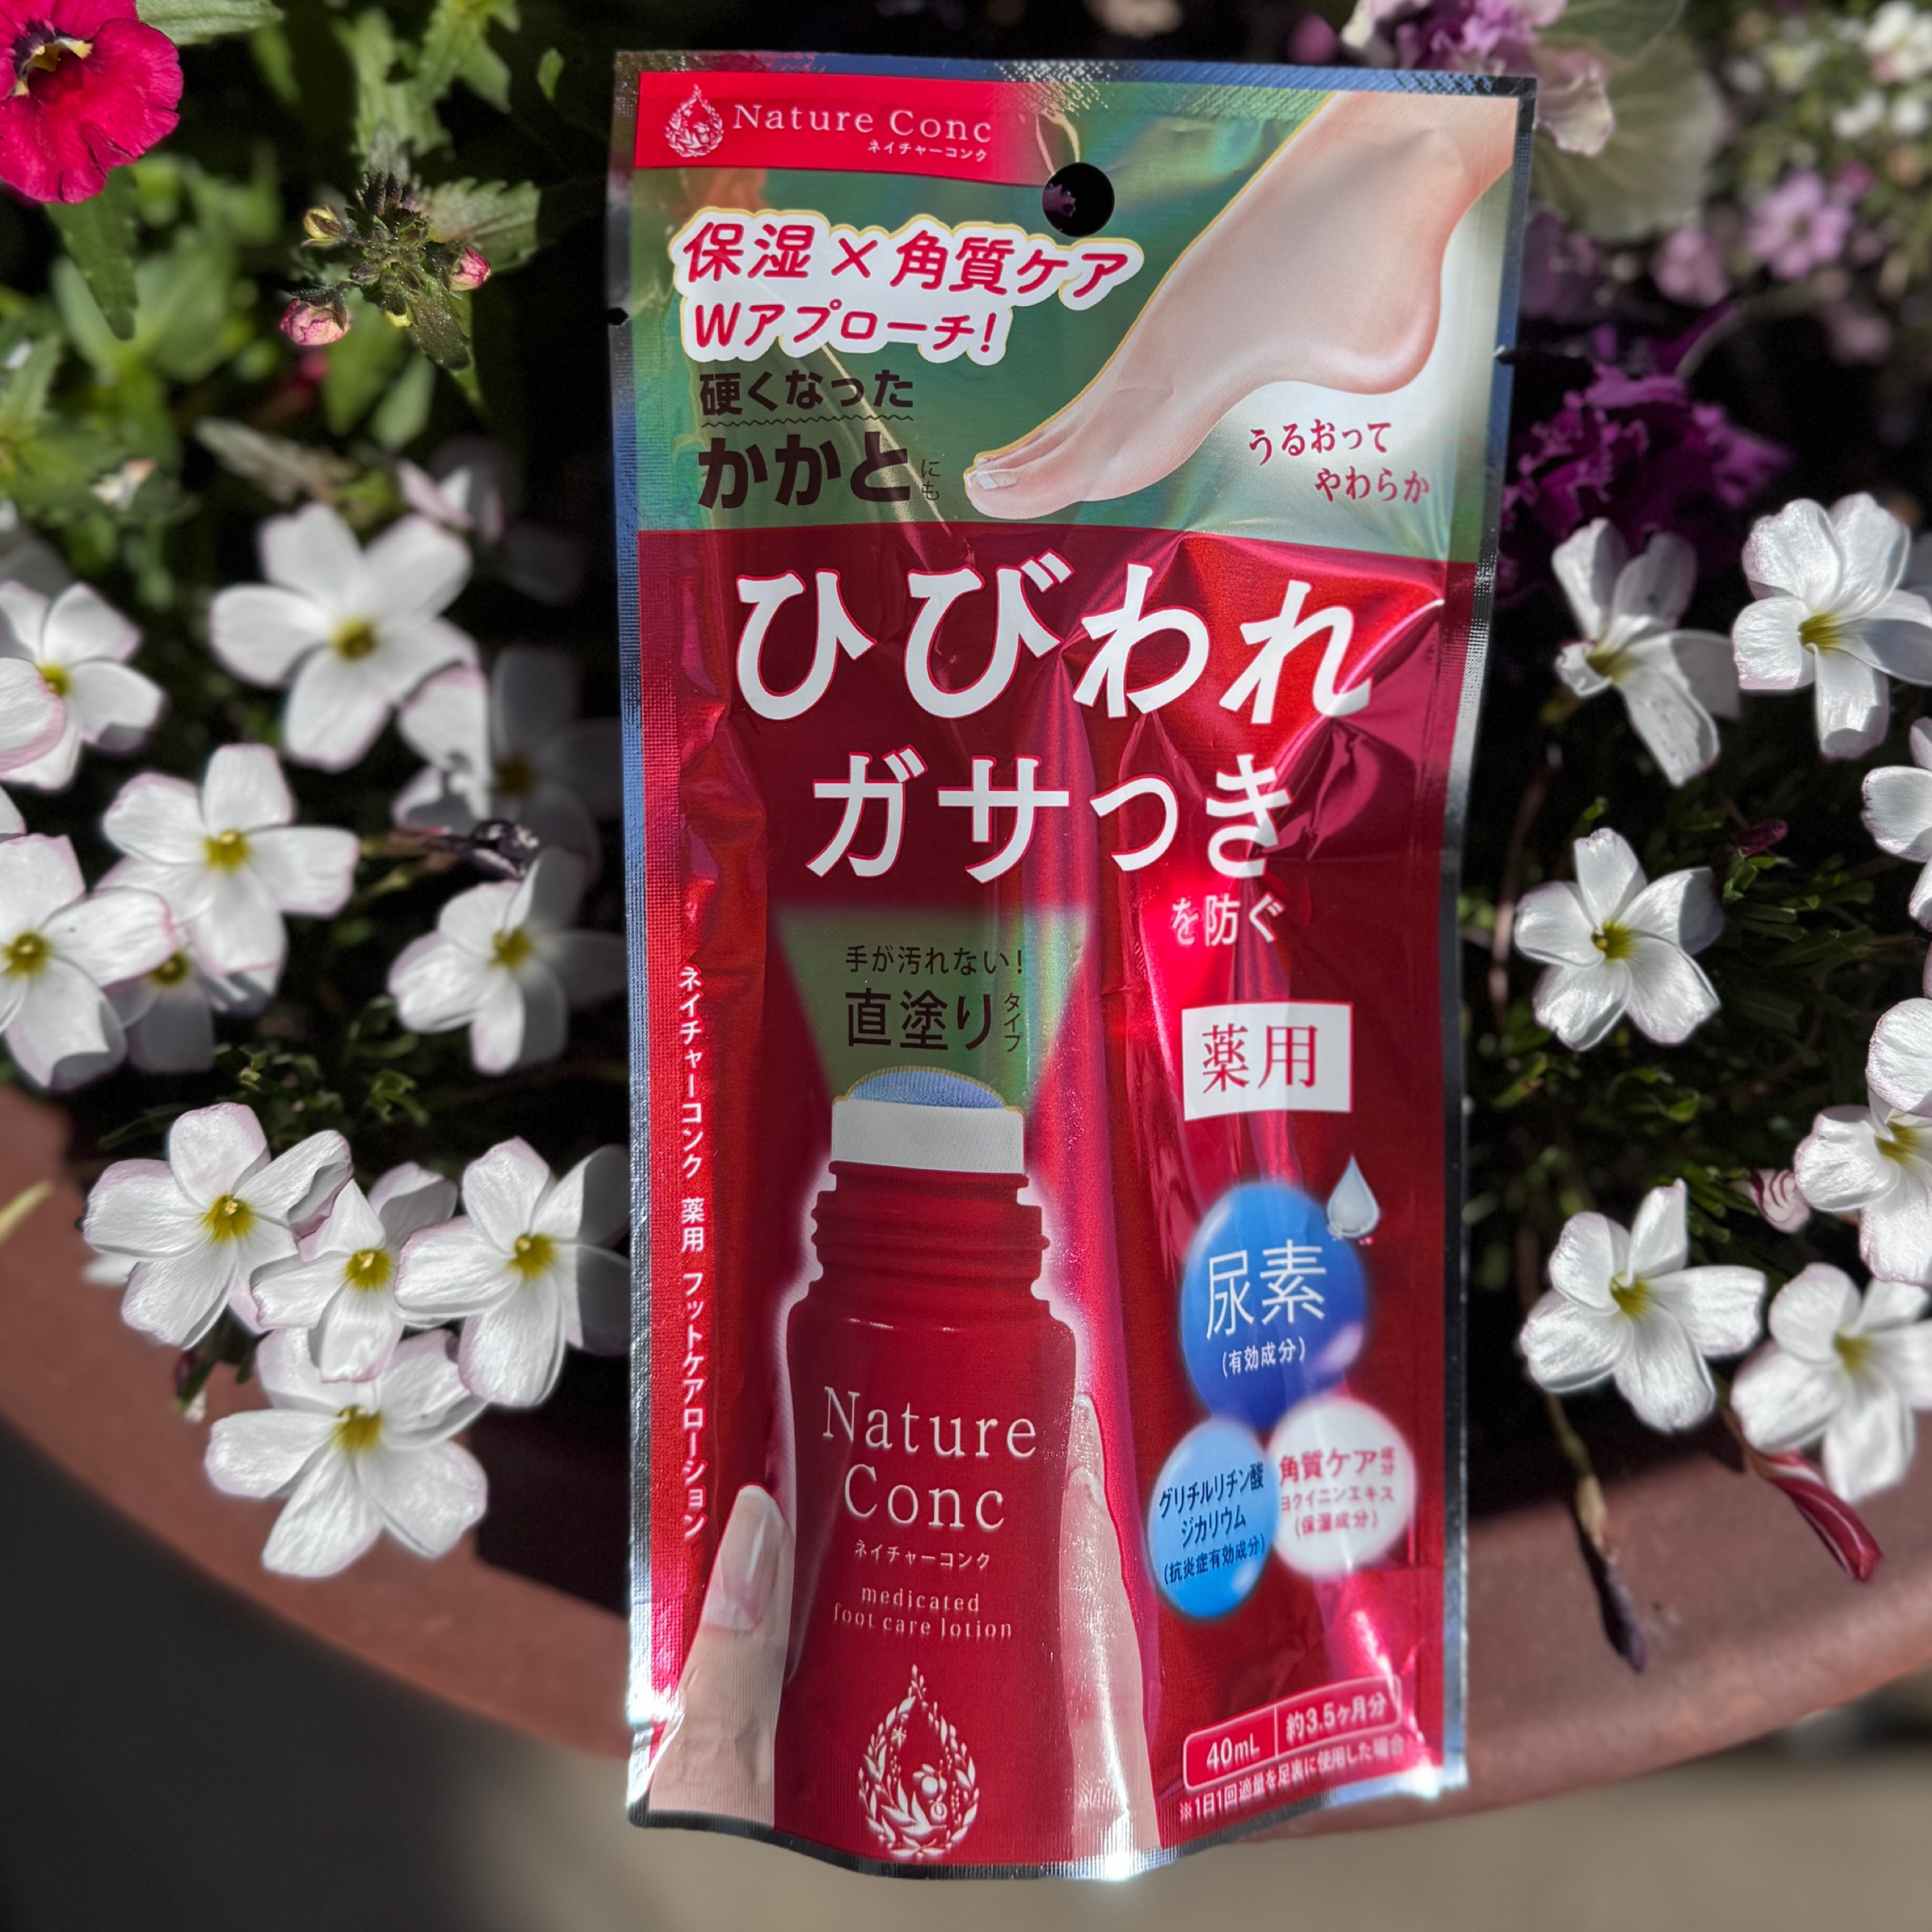 Nature Conc
ネイチャーコンク
保湿×角質ケア
Wアプローチ!
硬くなった
かかとにも
うるおって
やわらか
ひびわれ
ガサつき
を防ぐ
手が汚れない!
直塗りタイプ
薬用
ネイチャーコンク 薬用 フットケアローション
尿素
(有効成分)
グリチルリチン酸
ジカリウム
(抗炎症有効成分)
角質ケア成分
ヨクイニンエキス
(保湿成分)
Nature
Conc
ネイチャーコンク
medicated
foot care lotion
40mL 約3.5ヶ月分
※1日1回適量を足裏に使用した場合